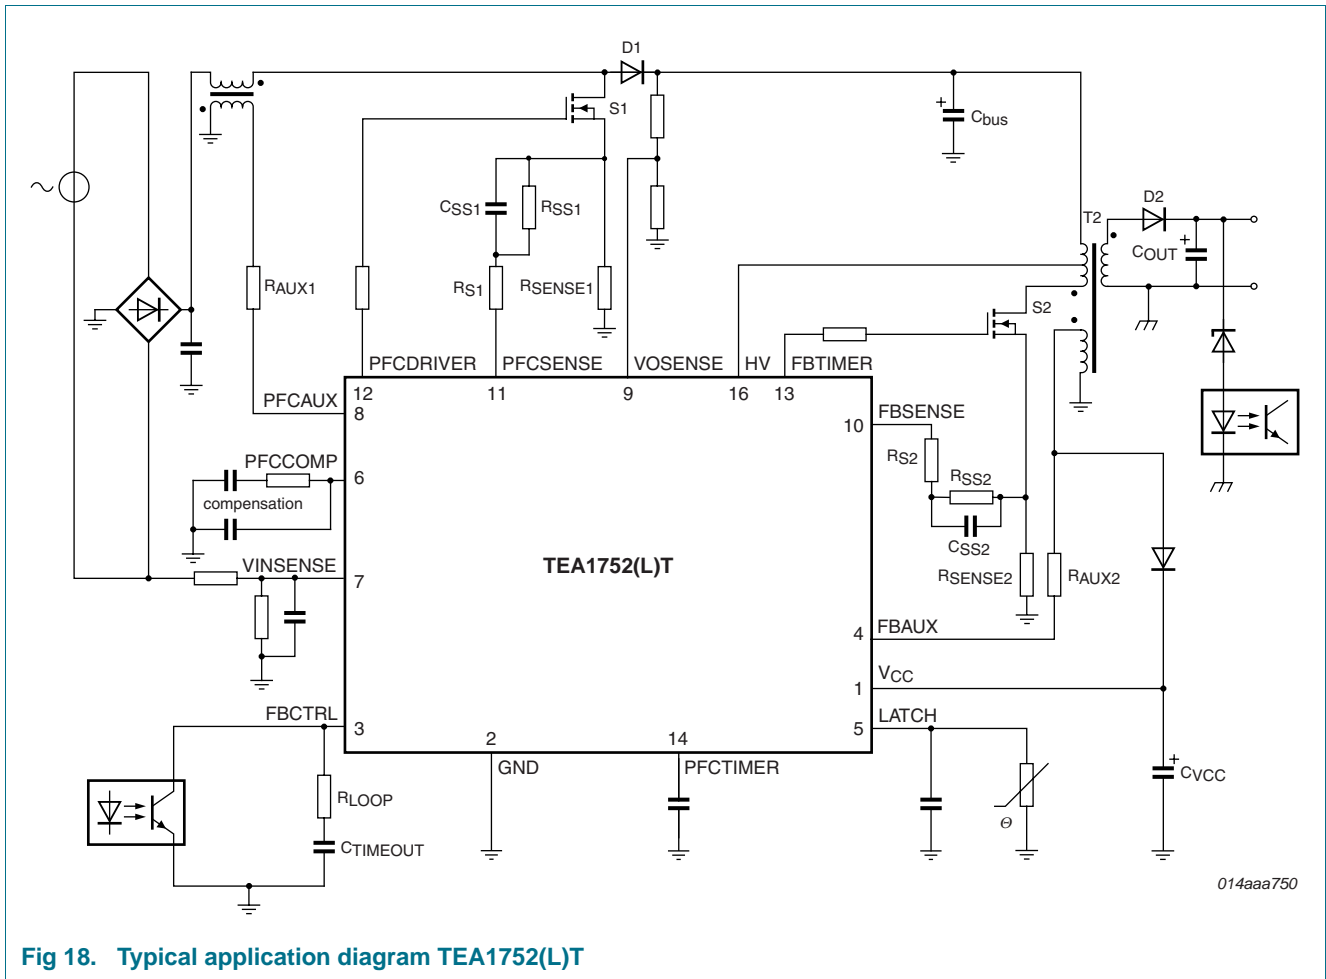 D1
S1
Cbus
CSS1
RSS1
D2
T2
COUT
RAUX1
RS1
RSENSE1
S2
PFCDRIVER
PFCSENSE
VOSENSE
HV
FBTIMER
12
11
9
16
13
PFCAUX
8
FBSENSE
10
RS2
PFCCOMP
6
RSS2
compensation
CSS2
VINSENSE
7
TEA1752(L)T
RSENSE2
RAUX2
4
FBAUX
VCC
1
LATCH
5
FBCTRL
3
2
GND
14
PFCTIMER
RLOOP
CTIMEOUT
CVCC
Θ
014aaa750
Fig 18. Typical application diagram TEA1752(L)T